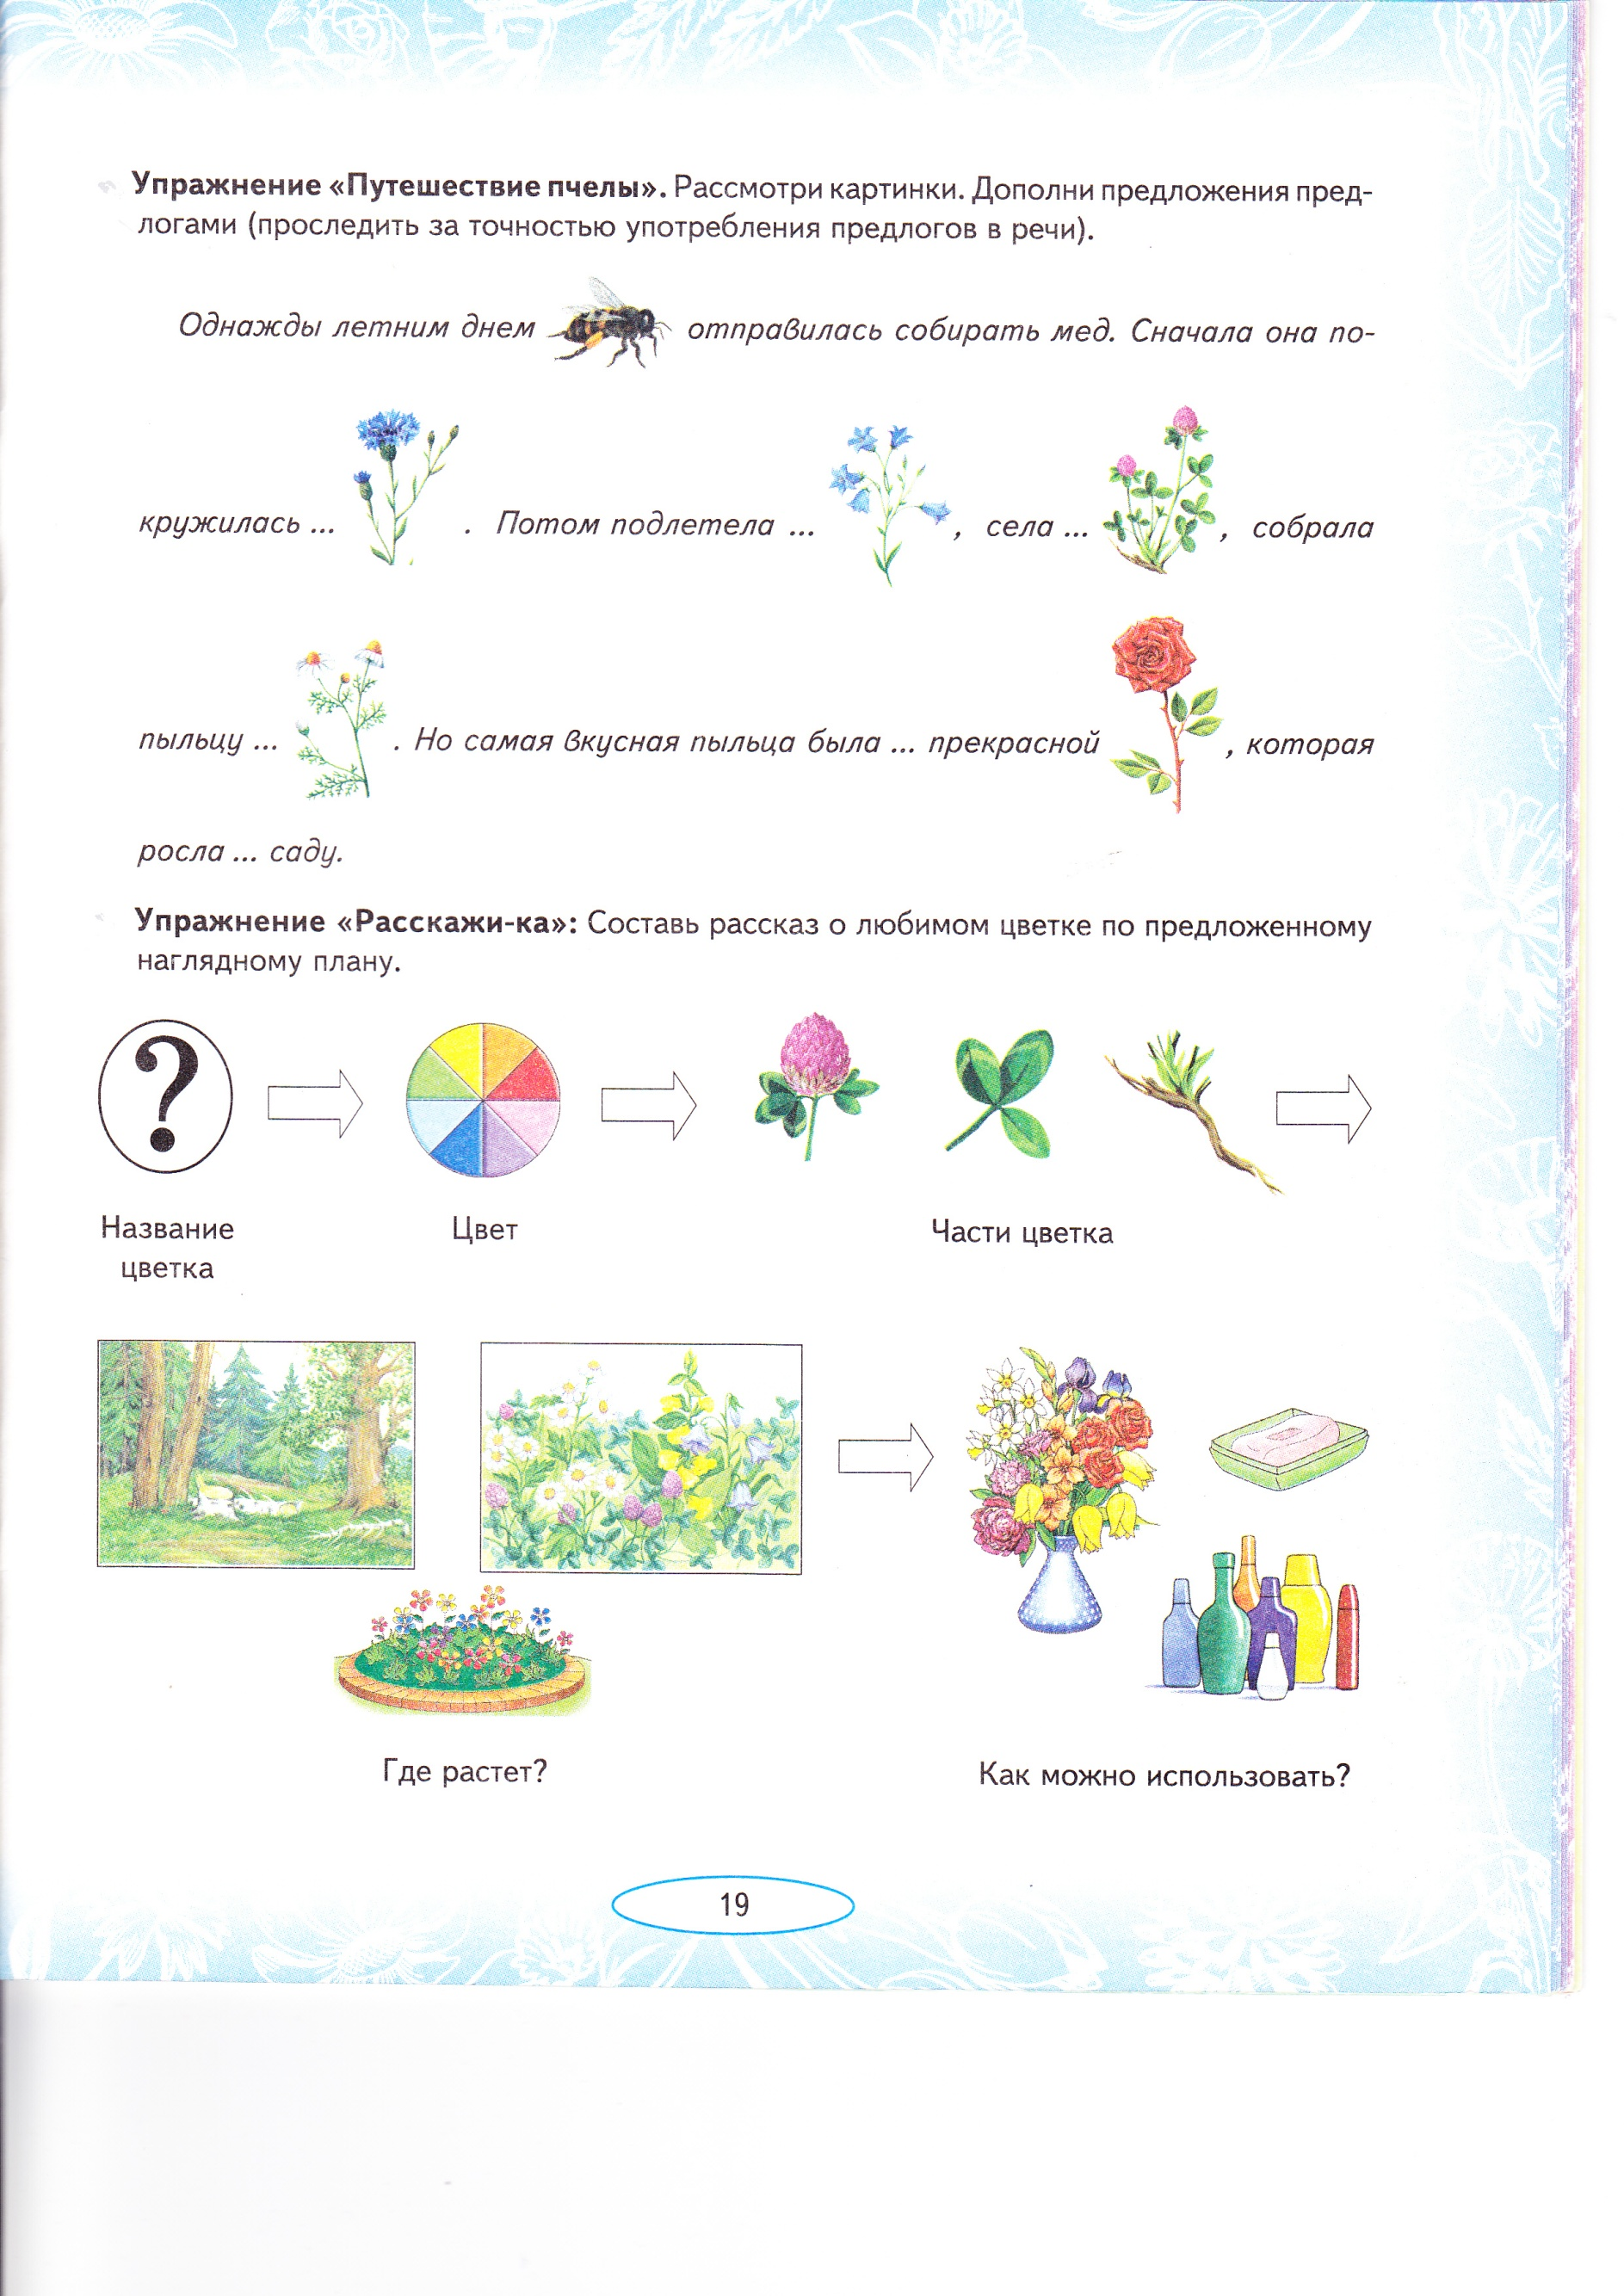 Упражнение «Путешествие пчелы». Рассмотри картинки. Дополни предложения пред-
логами (проследить за точностью употребления предлогов в речи).
Однажды летним днем отправилась собирать мед. Сначала она по-
кружилась ... . Потом подлетела ... , села ... , собрала
пыльцу ... . Но самая вкусная пыльца была ... прекрасной , которая
росла ... саду.
Упражнение «Расскажи-ка»: Составь рассказ о любимом цветке по предложенному
наглядному плану.
?
Название
цветка
Цвет
Части цветка
Где растет?
Как можно использовать?
19